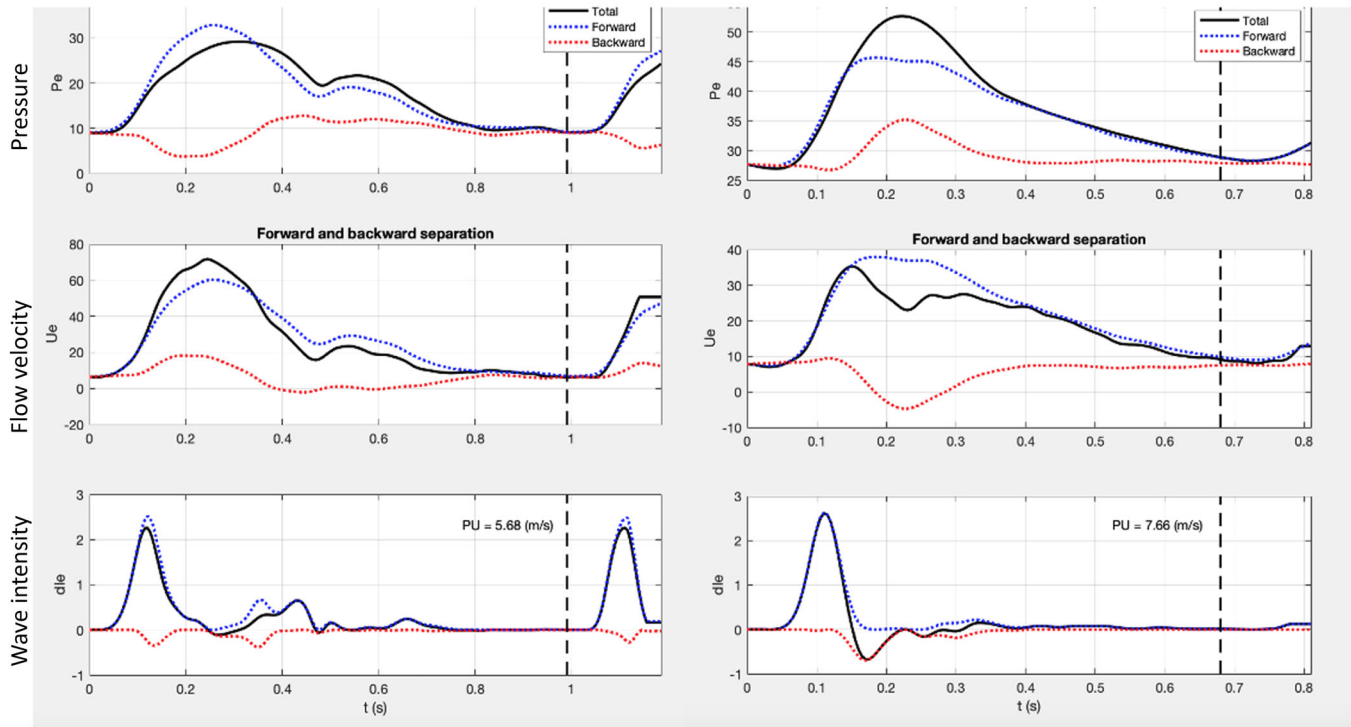 Total
Forward
Backward
Pressure
Pe
30
20
10
0
0 0.2 0.4 0.6 0.8 1
Total
Forward
Backward
Pe
50
45
40
35
30
25
0 0.1 0.2 0.3 0.4 0.5 0.6 0.7 0.8
Forward and backward separation
Flow velocity
Ue
80
60
40
20
0
-20
0 0.2 0.4 0.6 0.8 1
Forward and backward separation
Ue
40
30
20
10
0
-10
0 0.1 0.2 0.3 0.4 0.5 0.6 0.7 0.8
Wave intensity
dIe
3
2
1
0
-1
PU = 5.68 (m/s)
0 0.2 0.4 0.6 0.8 1
t (s)
dIe
3
2
1
0
-1
PU = 7.66 (m/s)
0 0.1 0.2 0.3 0.4 0.5 0.6 0.7 0.8
t (s)